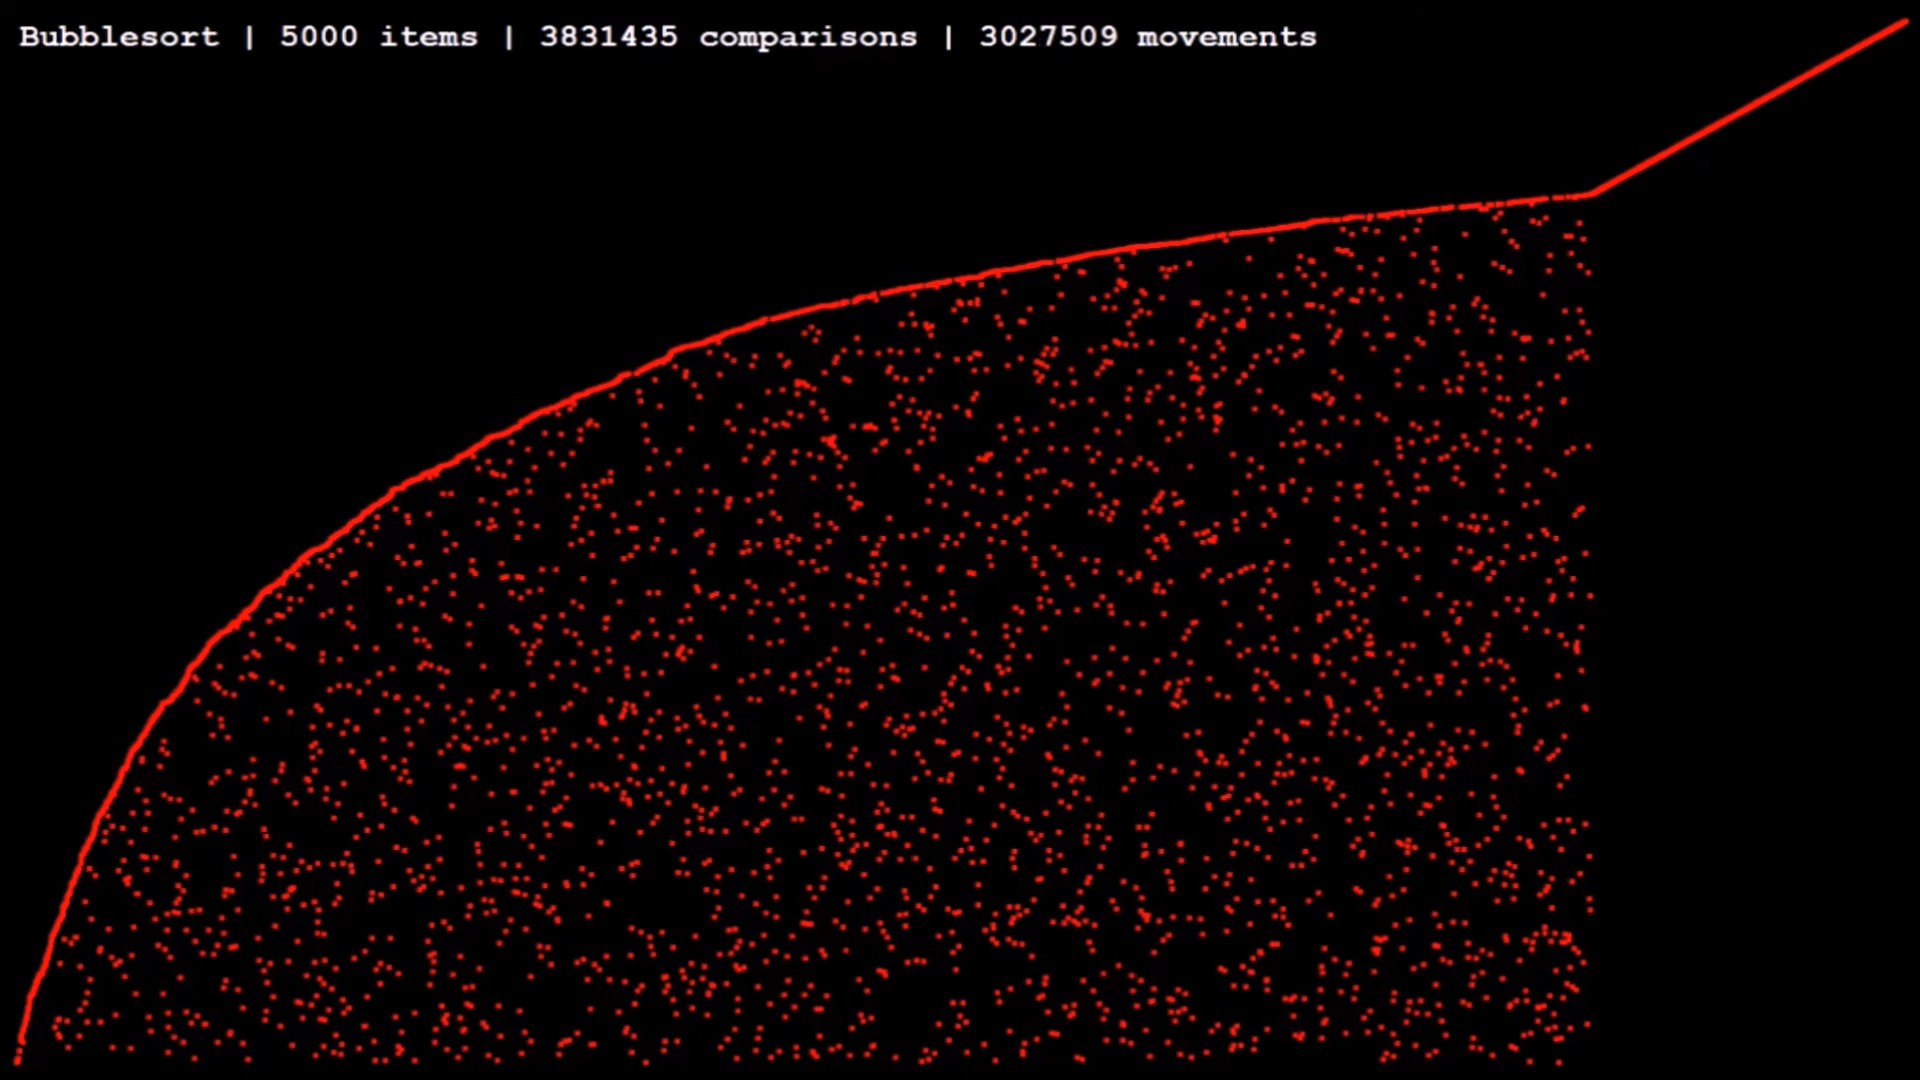 Bubblesort | 5000 items | 3831435 comparisons | 3027509 movements